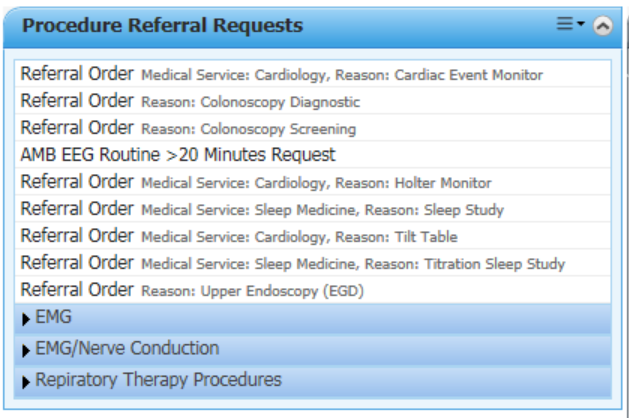 Procedure Referral Requests
Referral Order Medical Service: Cardiology, Reason: Cardiac Event Monitor
Referral Order Reason: Colonoscopy Diagnostic
Referral Order Reason: Colonoscopy Screening
AMB EEG Routine >20 Minutes Request
Referral Order Medical Service: Cardiology, Reason: Holter Monitor
Referral Order Medical Service: Sleep Medicine, Reason: Sleep Study
Referral Order Medical Service: Cardiology, Reason: Tilt Table
Referral Order Medical Service: Sleep Medicine, Reason: Titration Sleep Study
Referral Order Reason: Upper Endoscopy (EGD)
EMG
EMG/Nerve Conduction
Repiratory Therapy Procedures